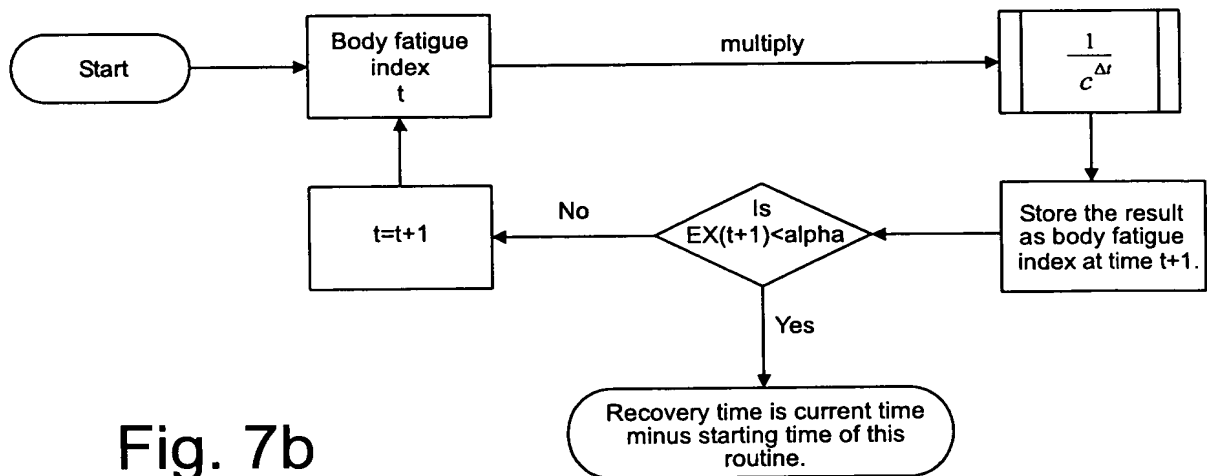 Start
Body fatigue
index
t
multiply
1
c^Δt
Store the result
as body fatigue
index at time t+1.
Is
EX(t+1)<alpha
No
t=t+1
Yes
Recovery time is current time
minus starting time of this
routine.
Fig. 7b